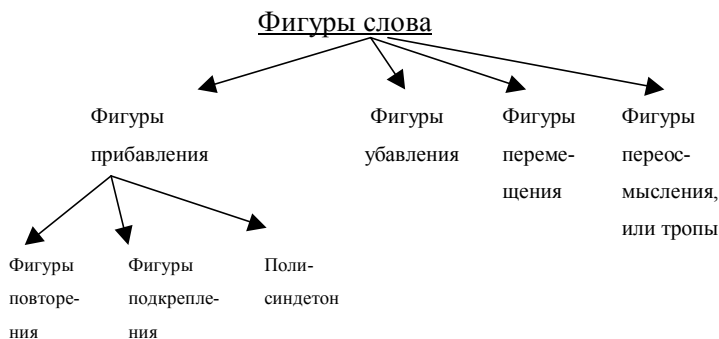 Фигуры слова
Фигуры
прибавления
Фигуры
убавления
Фигуры
переме-
щения
Фигуры
переос-
мысления,
или тропы
Фигуры
повторе-
ния
Фигуры
подкрепле-
ния
Поли-
синдетон